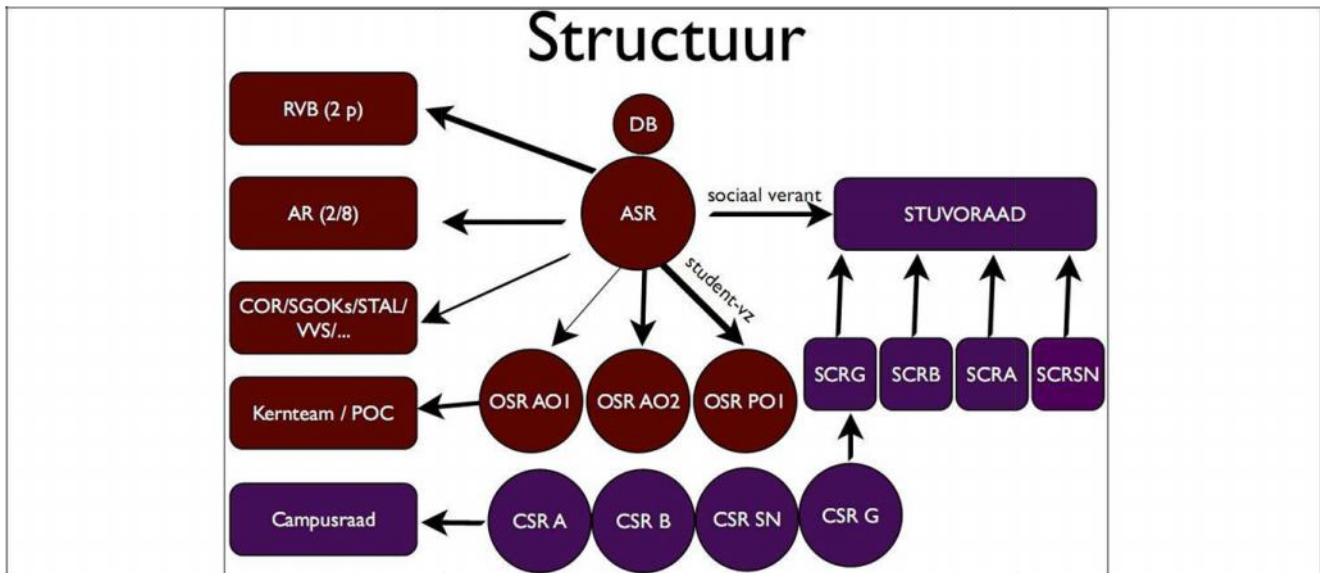 Structuur
RVB (2 p)
DB
AR (2/8)
ASR
sociaal verant
STUVORAAD
student-vz
COR/SGOKs/STAL/
VVS/...
SCRG
SCRB
SCRA
SCRSN
Kernteam / POC
OSR AO1
OSR AO2
OSR PO1
Campusraad
CSR A
CSR B
CSR SN
CSR G